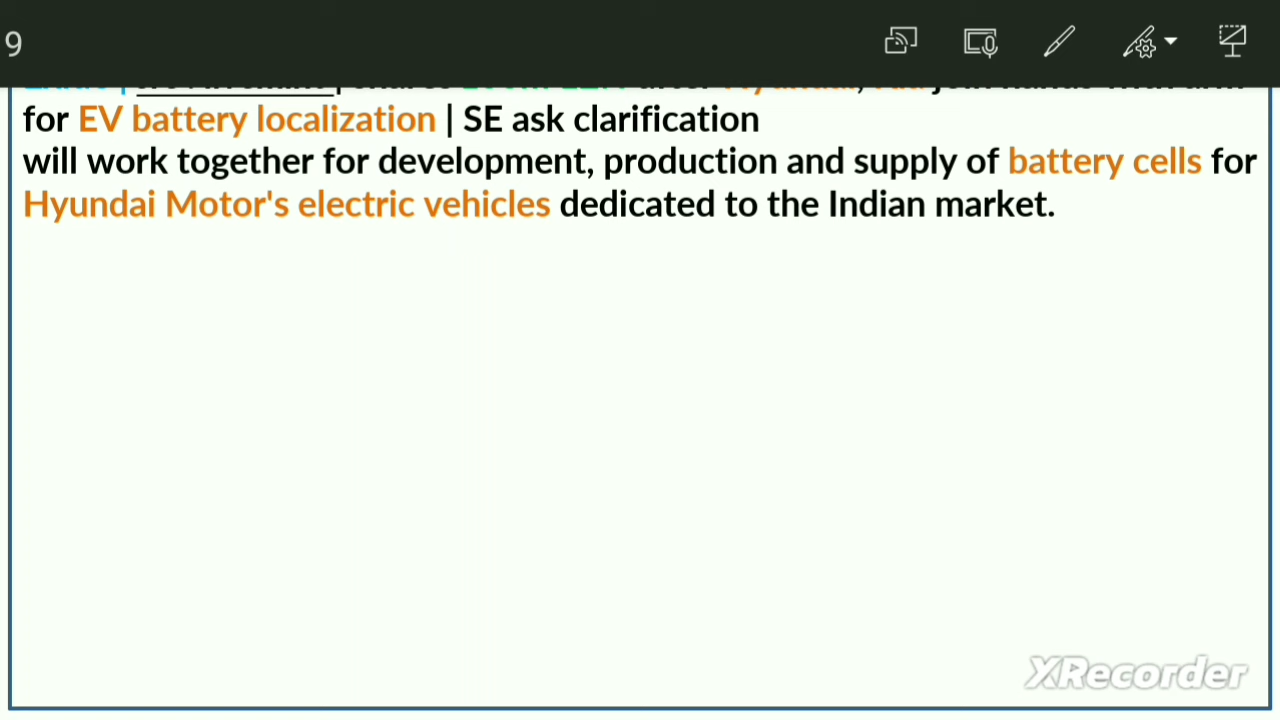 9
for EV battery localization | SE ask clarification
will work together for development, production and supply of battery cells for
Hyundai Motor's electric vehicles dedicated to the Indian market.
XRecorder